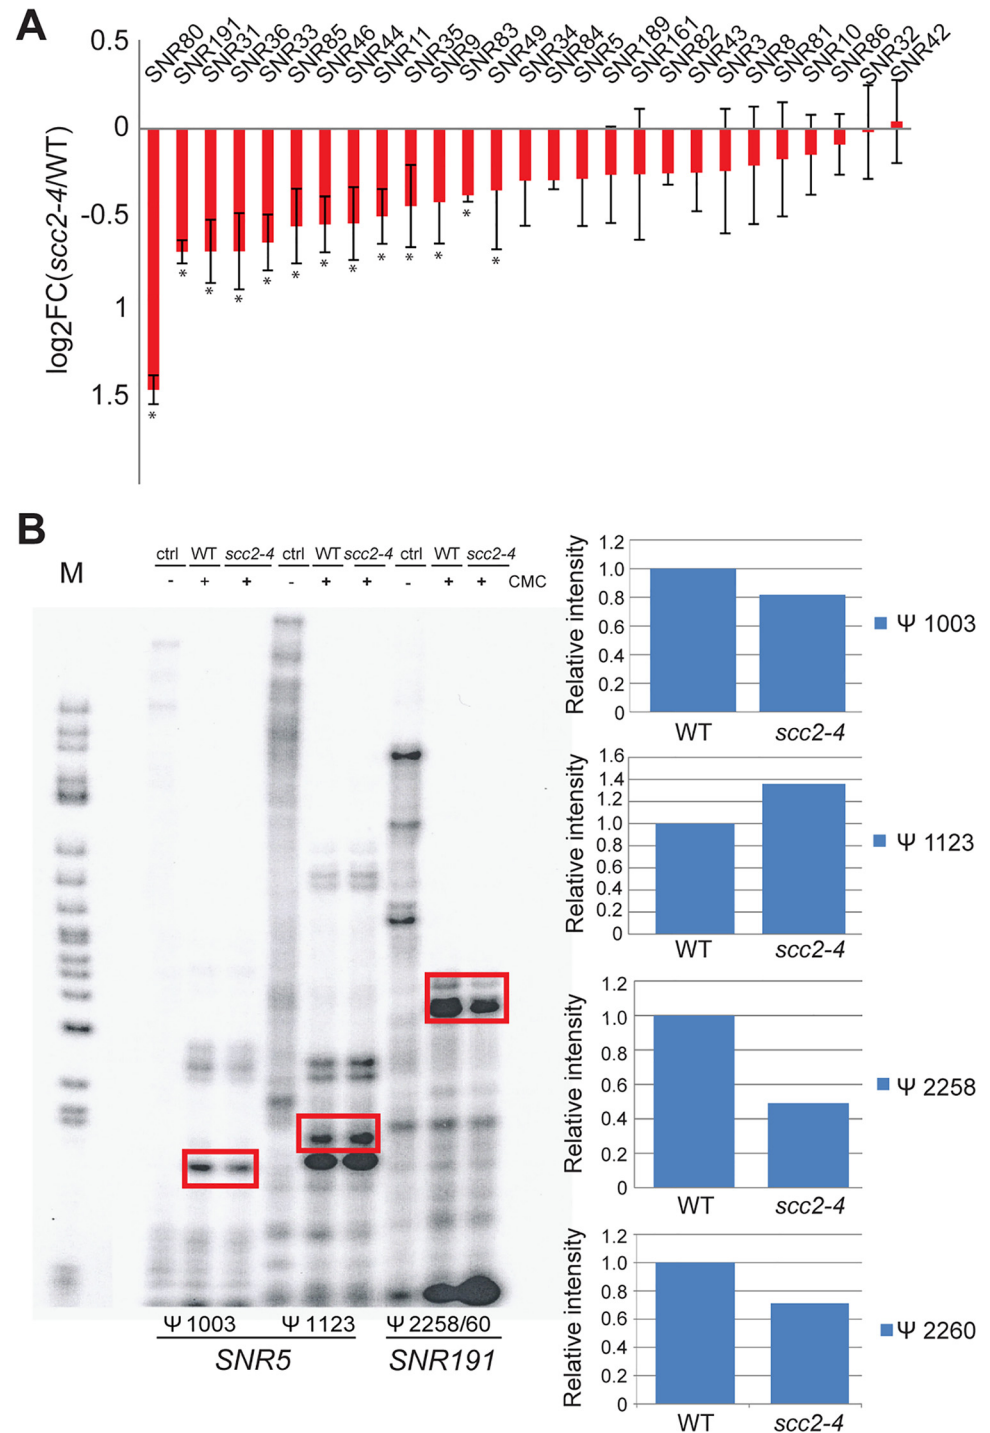 A
0.5
0
-0.5
1
1.5
log2FC(scc2-4/WT)
SNR80
SNR191
SNR31
SNR36
SNR33
SNR85
SNR46
SNR44
SNR11
SNR35
SNR9
SNR83
SNR49
SNR34
SNR84
SNR5
SNR189
SNR161
SNR82
SNR43
SNR3
SNR8
SNR81
SNR10
SNR86
SNR32
SNR42
* * * * * * * * * * * * *
B
M
ctrl WT scc2-4 ctrl WT scc2-4 ctrl WT scc2-4
- + + - + + - + + CMC
Ψ 1003 Ψ 1123 Ψ 2258/60
SNR5 SNR191
Relative intensity
1.2
1.0
0.8
0.6
0.4
0.2
0
WT scc2-4
Ψ 1003
Relative intensity
1.6
1.4
1.2
1.0
0.8
0.6
0.4
0.2
0
WT scc2-4
Ψ 1123
Relative intensity
1.2
1.0
0.8
0.6
0.4
0.2
0
WT scc2-4
Ψ 2258
Relative intensity
1.2
1.0
0.8
0.6
0.4
0.2
0
WT scc2-4
Ψ 2260